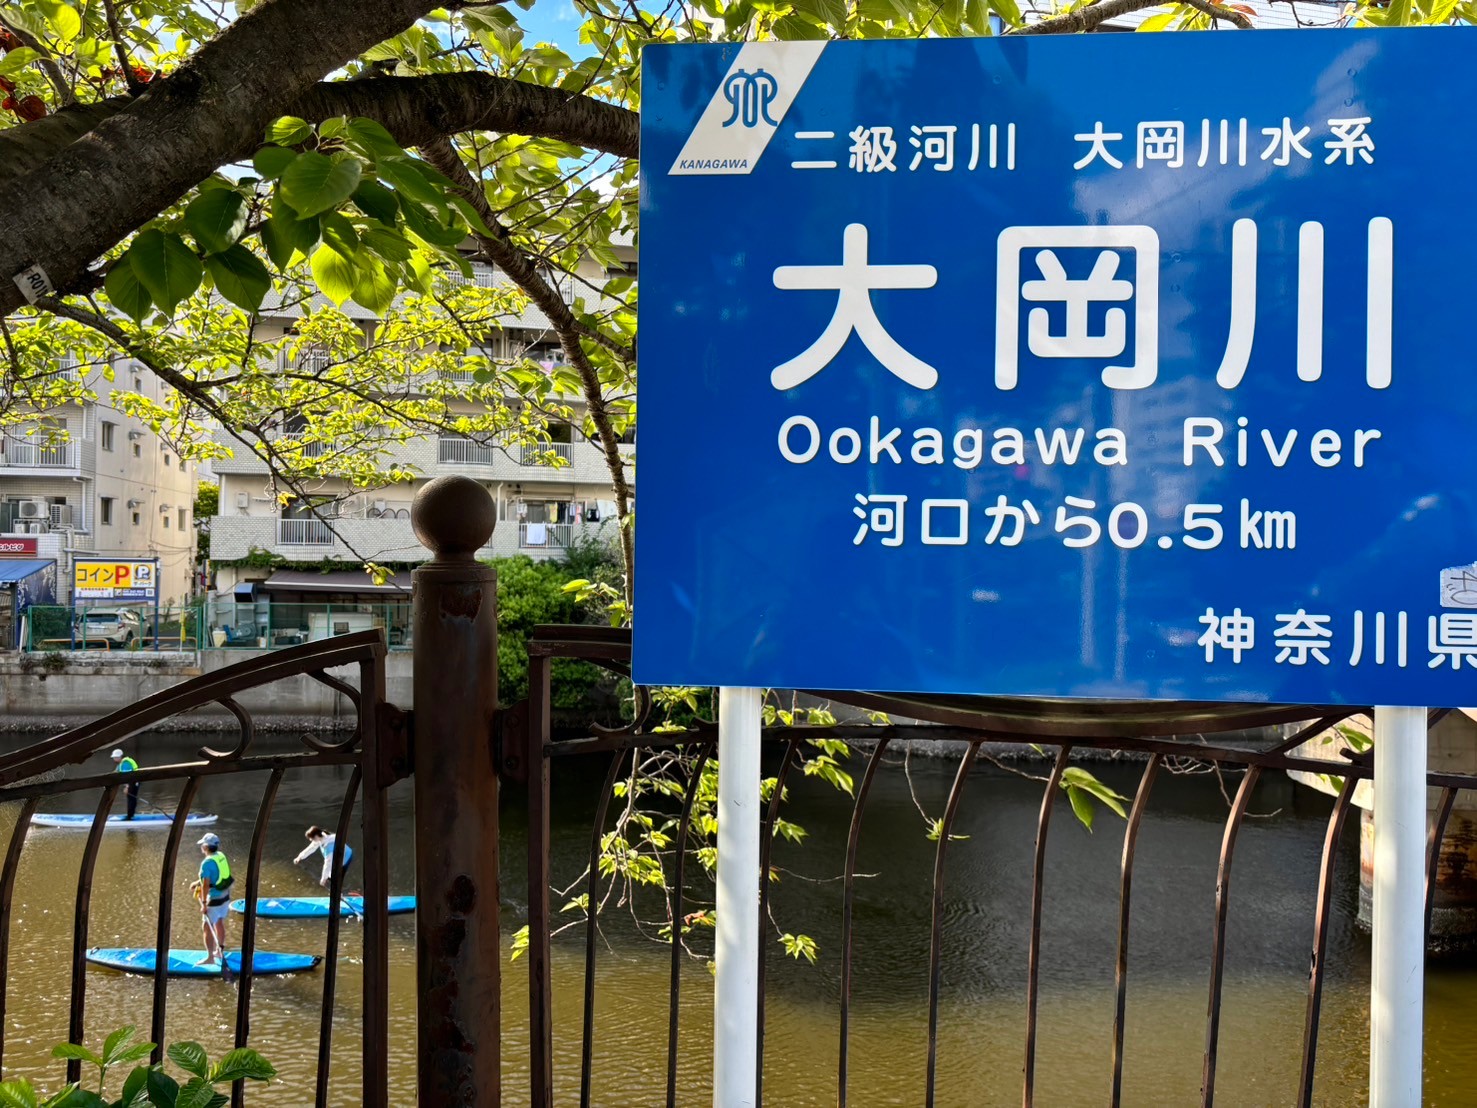 KANAGAWA
二級河川 大岡川水系
大岡川
Ookagawa River
河口から0.5km
神奈川県
コインP P